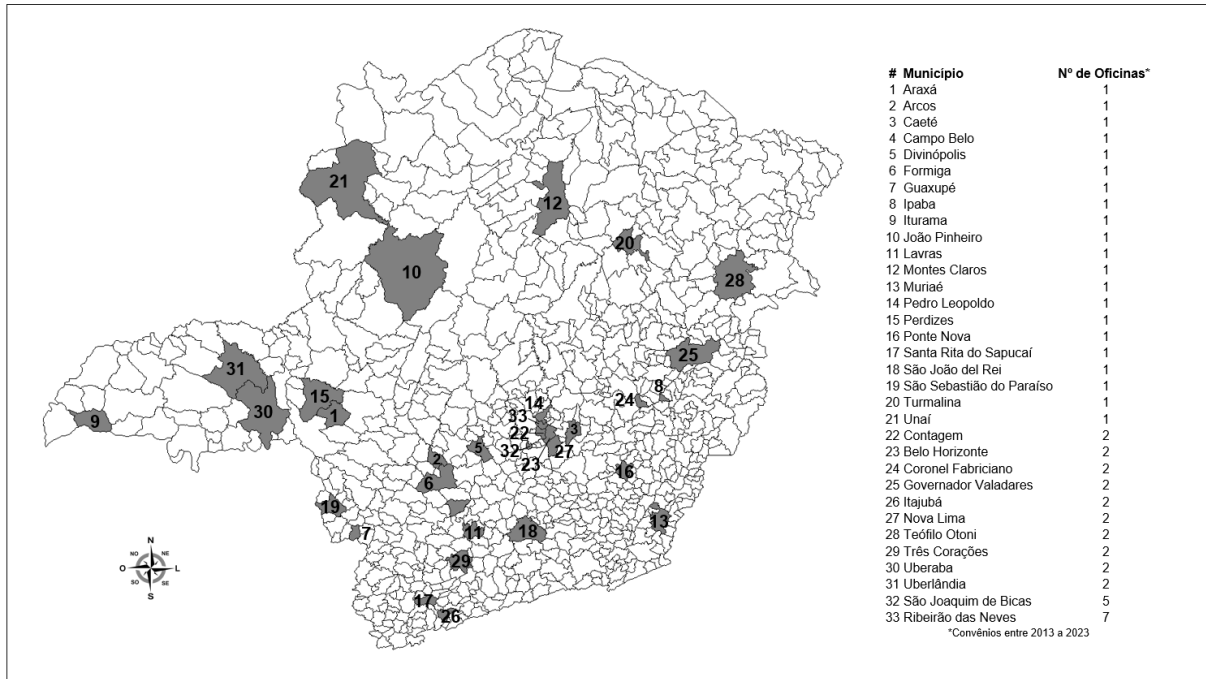 # Município Nº de Oficinas*
1 Araxá 1
2 Arcos 1
3 Caeté 1
4 Campo Belo 1
5 Divinópolis 1
6 Formiga 1
7 Guaxupé 1
8 Ipaba 1
9 Iturama 1
10 João Pinheiro 1
11 Lavras 1
12 Montes Claros 1
13 Muriaé 1
14 Pedro Leopoldo 1
15 Perdizes 1
16 Ponte Nova 1
17 Santa Rita do Sapucaí 1
18 São João del Rei 1
19 São Sebastião do Paraíso 1
20 Turmalina 1
21 Unaí 1
22 Contagem 2
23 Belo Horizonte 2
24 Coronel Fabriciano 2
25 Governador Valadares 2
26 Itajubá 2
27 Nova Lima 2
28 Teófilo Otoni 2
29 Três Corações 2
30 Uberaba 2
31 Uberlândia 2
32 São Joaquim de Bicas 5
33 Ribeirão das Neves 7
*Convênios entre 2013 a 2023
21
12
20
10
28
25
31
15
30
1
9
8
24
14
33
22
3
32
27
23
5
2
6
16
19
7
11
18
13
29
17
26
N
NO NE
O L
SO SE
S